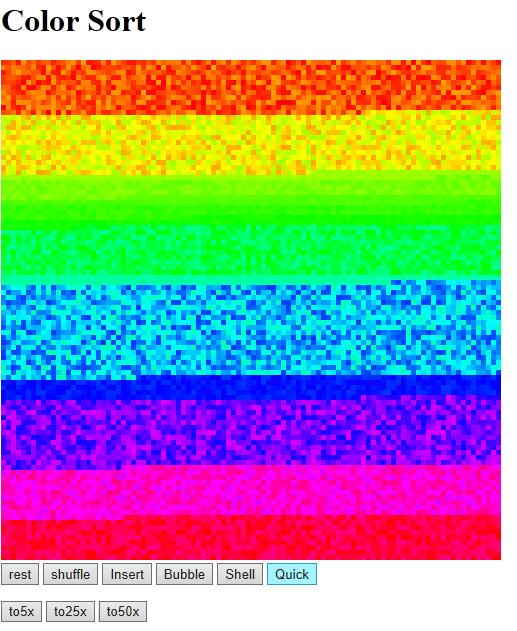 Color Sort
rest shuffle Insert Bubble Shell Quick
to5x to25x to50x